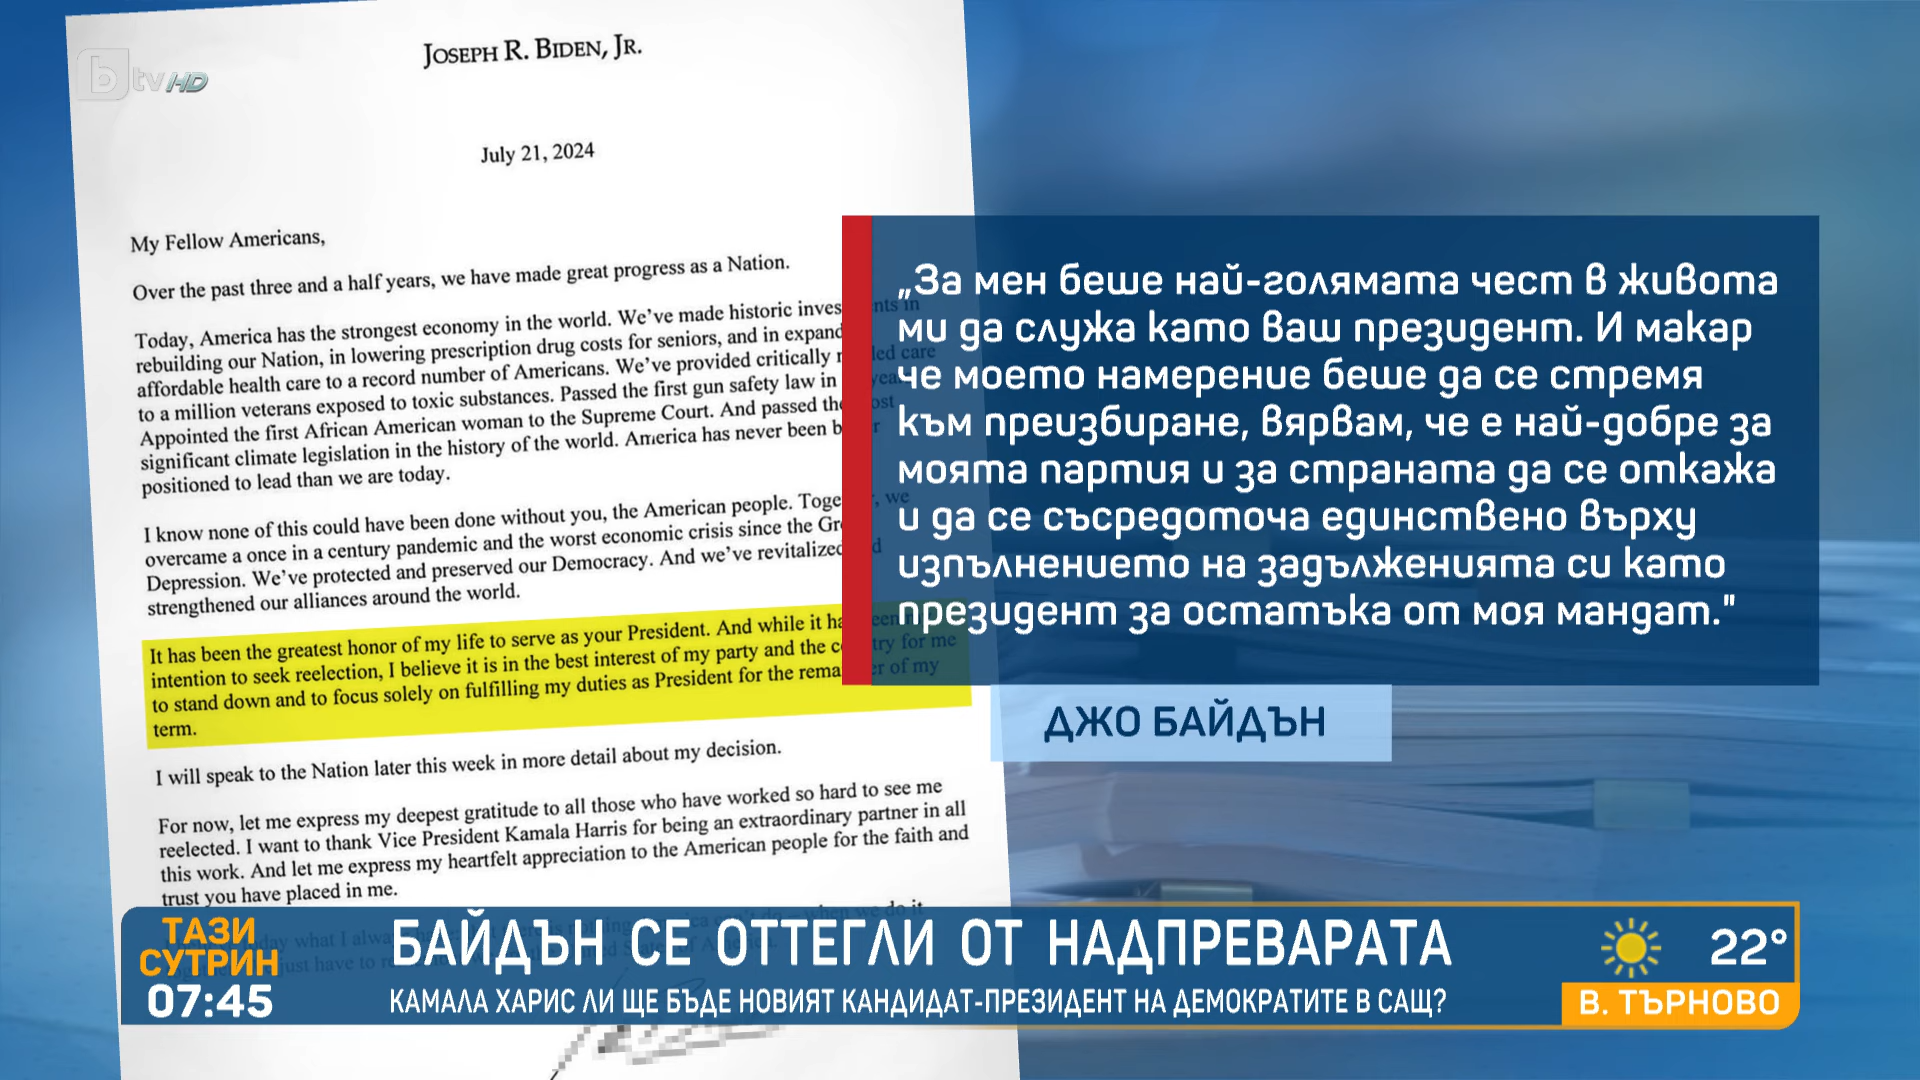 btv HD
JOSEPH R. BIDEN, JR.
July 21, 2024
My Fellow Americans,
Over the past three and a half years, we have made great progress as a Nation.
Today, America has the strongest economy in the world. We've made historic in
rebuilding our Nation, in lowering prescription drug costs for seniors, and in
affordable health care to a record number of Americans. We've provided critically care
to a million veterans exposed to toxic substances. Passed the first gun safety law in
Appointed the first African American woman to the Supreme Court. And passed
significant climate legislation in the history of the world. America has never been
positioned to lead than we are today.
I know none of this could have been done without you, the American people. we
overcame a once in a century pandemic and the worst economic crisis since the
Depression. We've protected and preserved our Democracy. And we've revitalized
strengthened our alliances around the world.
It has been the greatest honor of my life to serve as your President. And while it
intention to seek reelection, I believe it is in the best interest of my party and the for me
to stand down and to focus solely on fulfilling my duties as President for the of my
term.
I will speak to the Nation later this week in more detail about my decision.
For now, let me express my deepest gratitude to all those who have worked so hard to see me
reelected. I want to thank Vice President Kamala Harris for being an extraordinary partner in all
this work. And let me express my heartfelt appreciation to the American people for the faith and
trust you have placed in me.
„За мен беше най-голямата чест в живота
ми да служа като ваш президент. И макар
че моето намерение беше да се стремя
към преизбиране, вярвам, че е най-добре за
моята партия и за страната да се откажа
и да се съсредоточа единствено върху
изпълнението на задълженията си като
президент за остатъка от моя мандат."
ДЖО БАЙДЪН
ТАЗИ
СУТРИН
07:45
БАЙДЪН СЕ ОТТЕГЛИ ОТ НАДПРЕВАРАТА
КАМАЛА ХАРИС ЛИ ЩЕ БЪДЕ НОВИЯТ КАНДИДАТ-ПРЕЗИДЕНТ НА ДЕМОКРАТИТЕ В САЩ?
22°
В. ТЪРНОВО